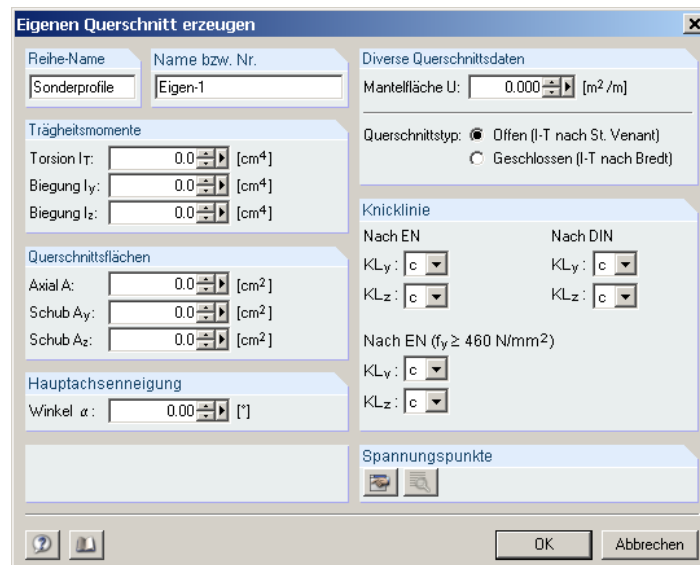 Eigenen Querschnitt erzeugen
Reihe-Name
Name bzw. Nr.
Sonderprofile
Eigen-1
Trägheitsmomente
Torsion IT: 0.0 [cm4]
Biegung Iy: 0.0 [cm4]
Biegung Iz: 0.0 [cm4]
Querschnittsflächen
Axial A: 0.0 [cm2]
Schub Ay: 0.0 [cm2]
Schub Az: 0.0 [cm2]
Hauptachsenneigung
Winkel α: 0.00 [°]
Diverse Querschnittsdaten
Mantelfläche U: 0.000 [m2/m]
Querschnittstyp: Offen (I-T nach St. Venant)
Geschlossen (I-T nach Bredt)
Knicklinie
Nach EN
Nach DIN
KLy: c
KLy: c
KLz: c
KLz: c
Nach EN (fy ≥ 460 N/mm2)
KLy: c
KLz: c
Spannungspunkte
OK
Abbrechen